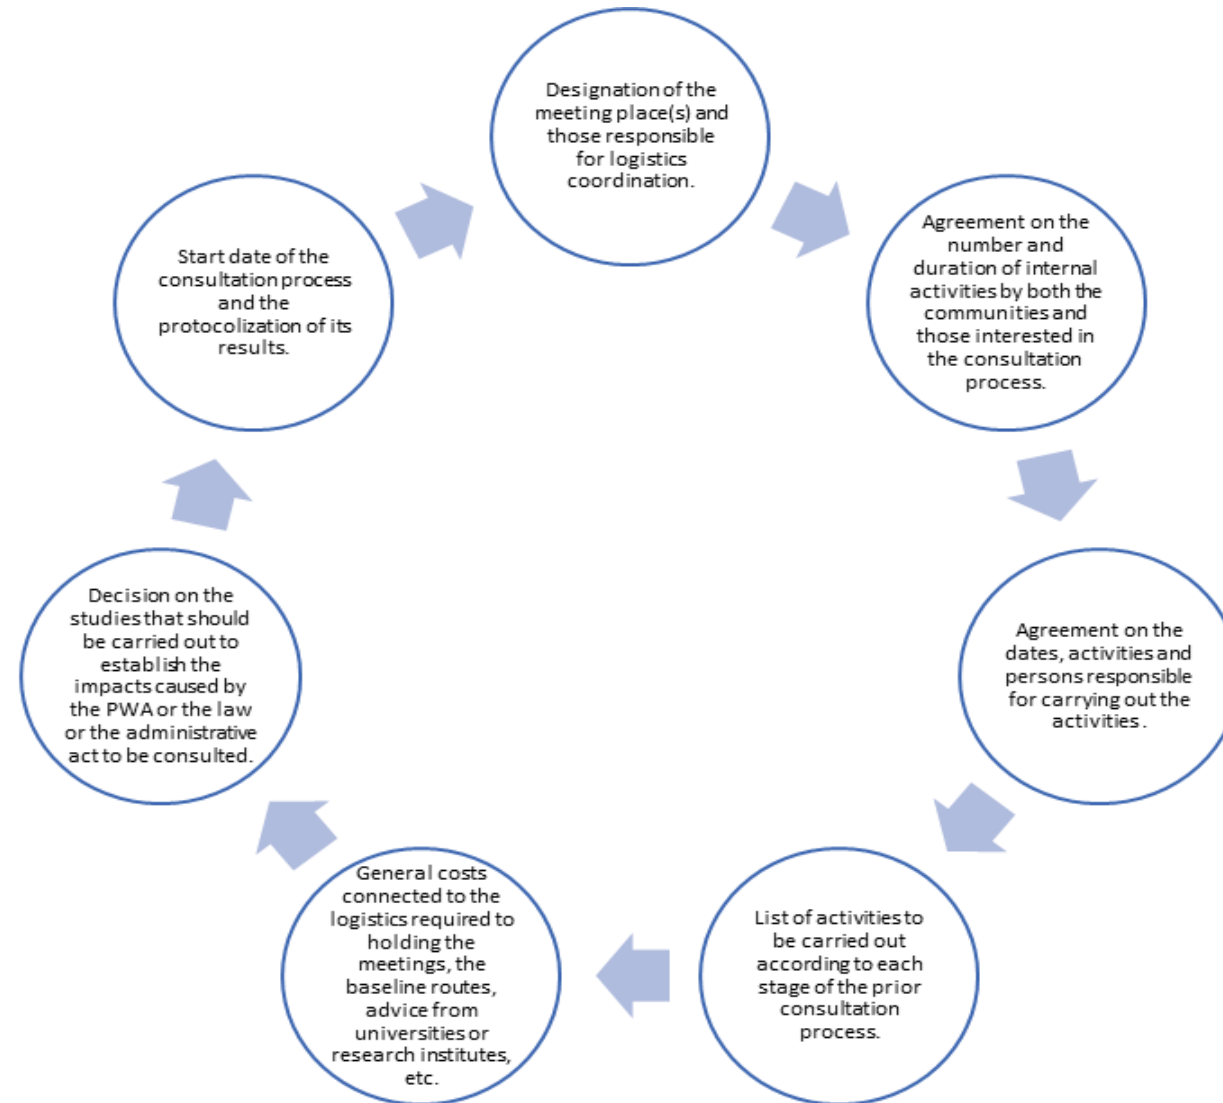 Designation of the
meeting place(s) and
those responsible
for logistics
coordination.
Agreement on the
number and
duration of internal
activities by both the
communities and
those interested in
the consultation
process.
Agreement on the
dates, activities and
persons responsible
for carrying out the
activities.
List of activities to
be carried out
according to each
stage of the prior
consultation
process.
General costs
connected to the
logistics required to
holding the
meetings, the
baseline routes,
advice from
universities or
research institutes,
etc.
Decision on the
studies that should
be carried out to
establish the
impacts caused by
the PWA or the law
or the administrative
act to be consulted.
Start date of the
consultation process
and the
protocolization of its
results.